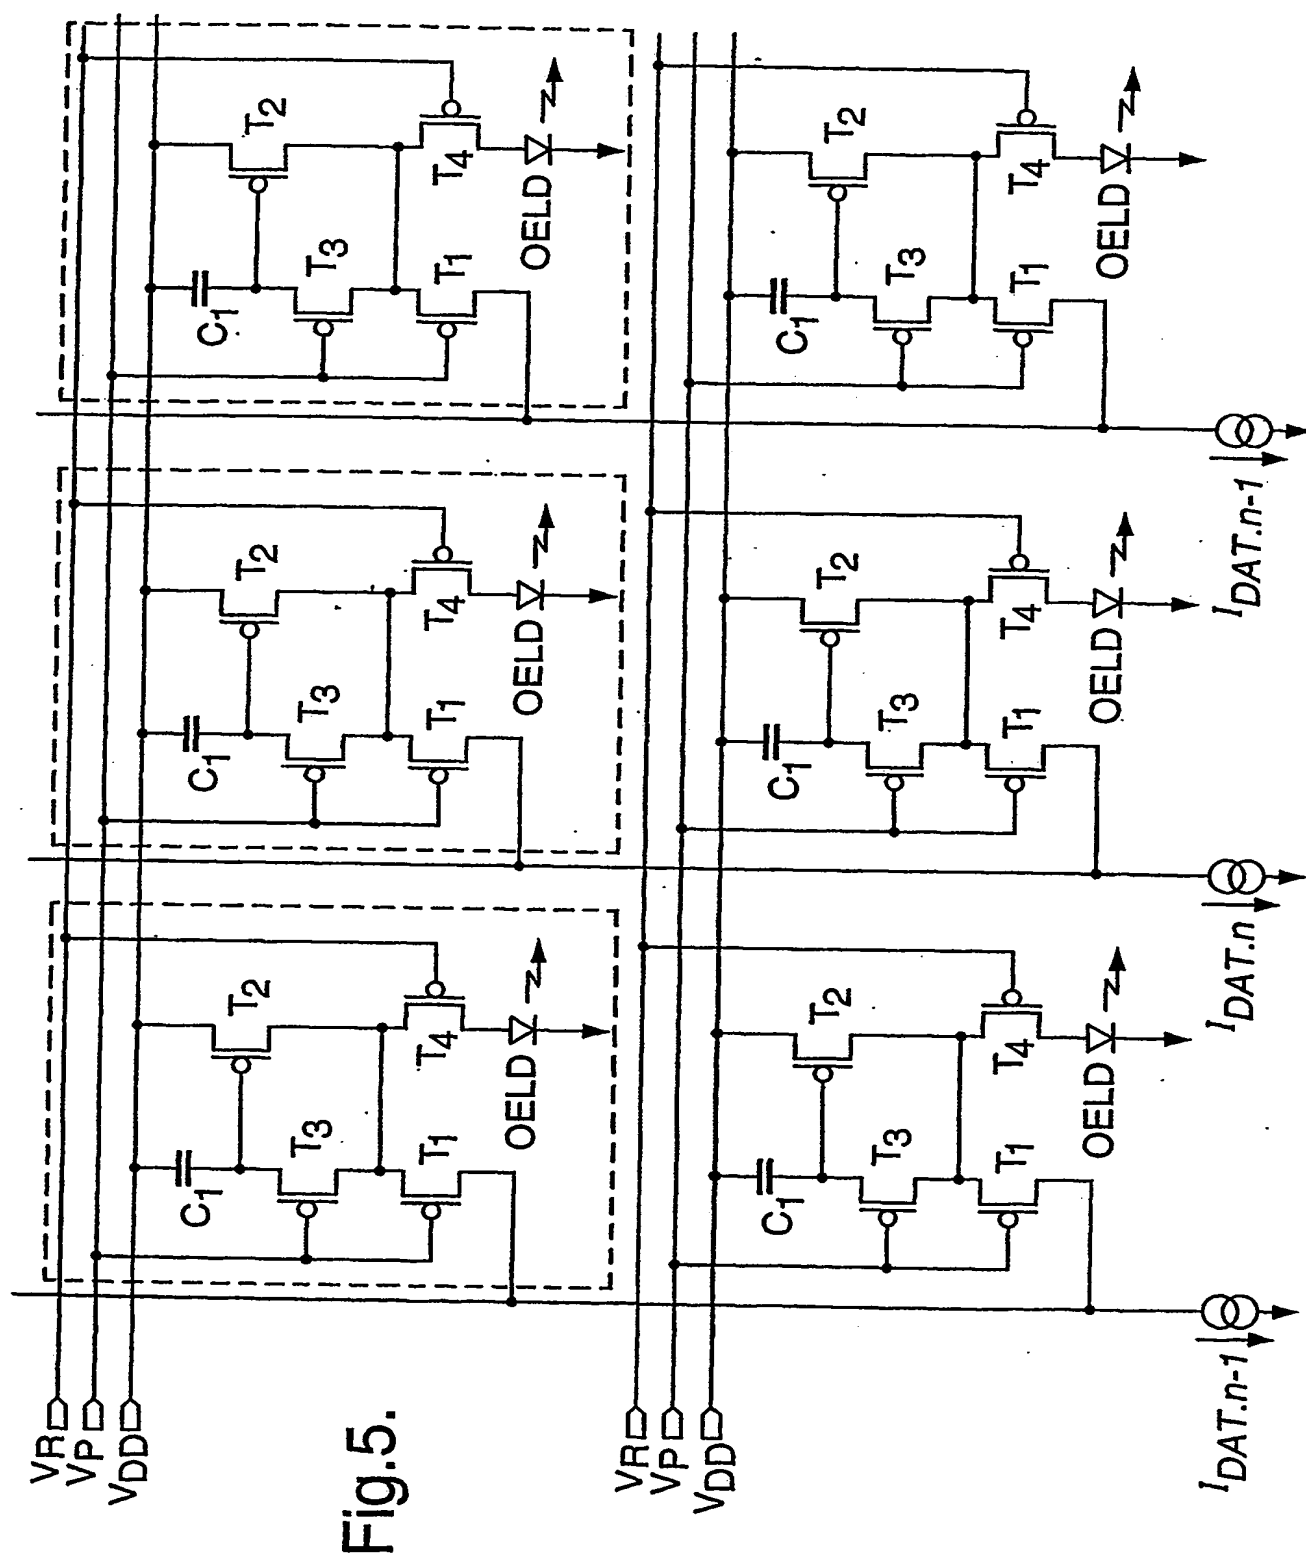 VR
VP
VDD
C1
T2
T3
T1
T4
OELD
C1
T2
T3
T1
T4
OELD
C1
T2
T3
T1
T4
OELD
Fig.5.
VR
VP
VDD
C1
T2
T3
T1
T4
OELD
C1
T2
T3
T1
T4
OELD
C1
T2
T3
T1
T4
OELD
IDAT.n-1
IDAT.n
IDAT.n-1